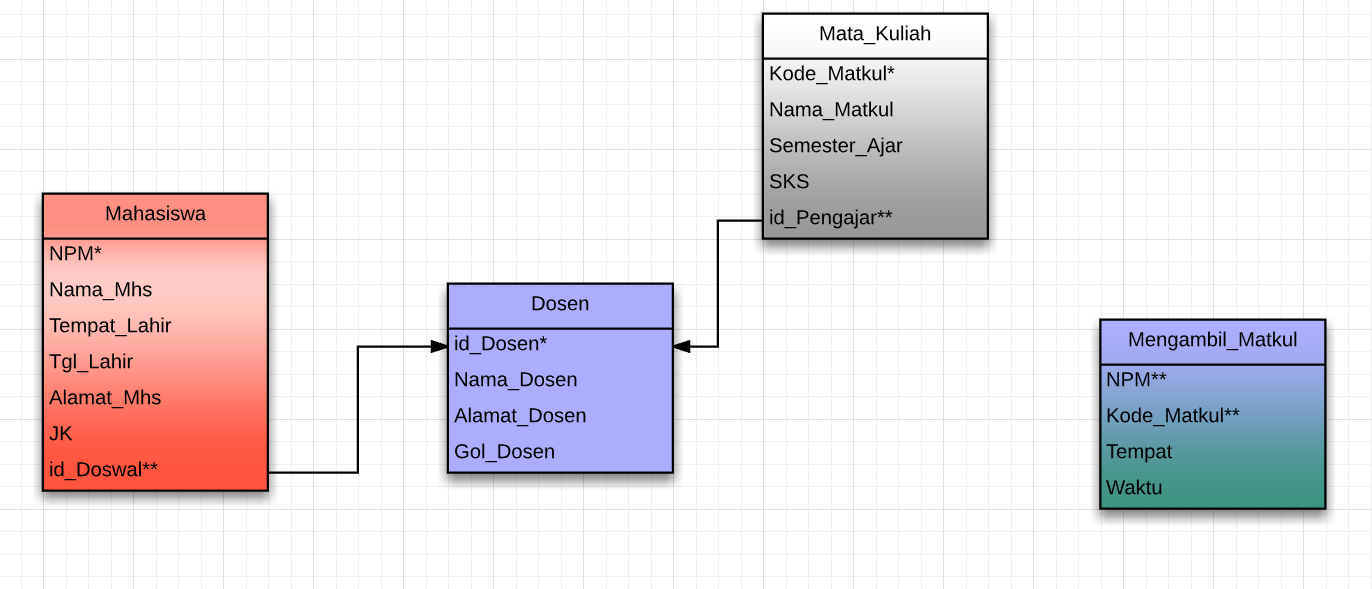 Mata_Kuliah
Kode_Matkul*
Nama_Matkul
Semester_Ajar
SKS
id_Pengajar**
Mahasiswa
NPM*
Nama_Mhs
Tempat_Lahir
Tgl_Lahir
Alamat_Mhs
JK
id_Doswal**
Dosen
id_Dosen*
Nama_Dosen
Alamat_Dosen
Gol_Dosen
Mengambil_Matkul
NPM**
Kode_Matkul**
Tempat
Waktu